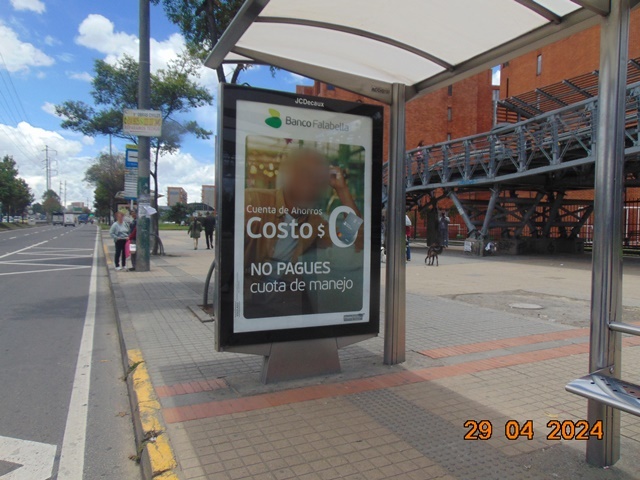 JCDecaux
Banco Falabella
Cuenta de Ahorros
Costo $0
NO PAGUES
cuota de manejo
29 04 2024